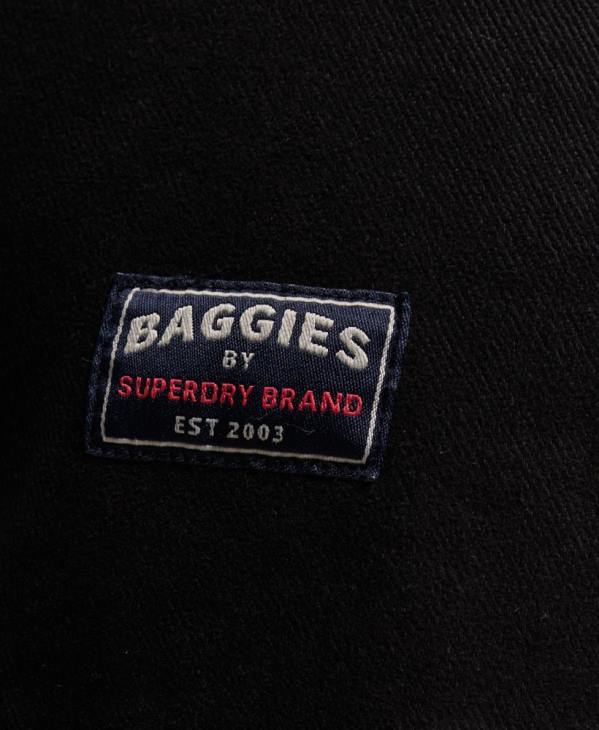 BAGGIES
BY
SUPERDRY BRAND
EST 2003